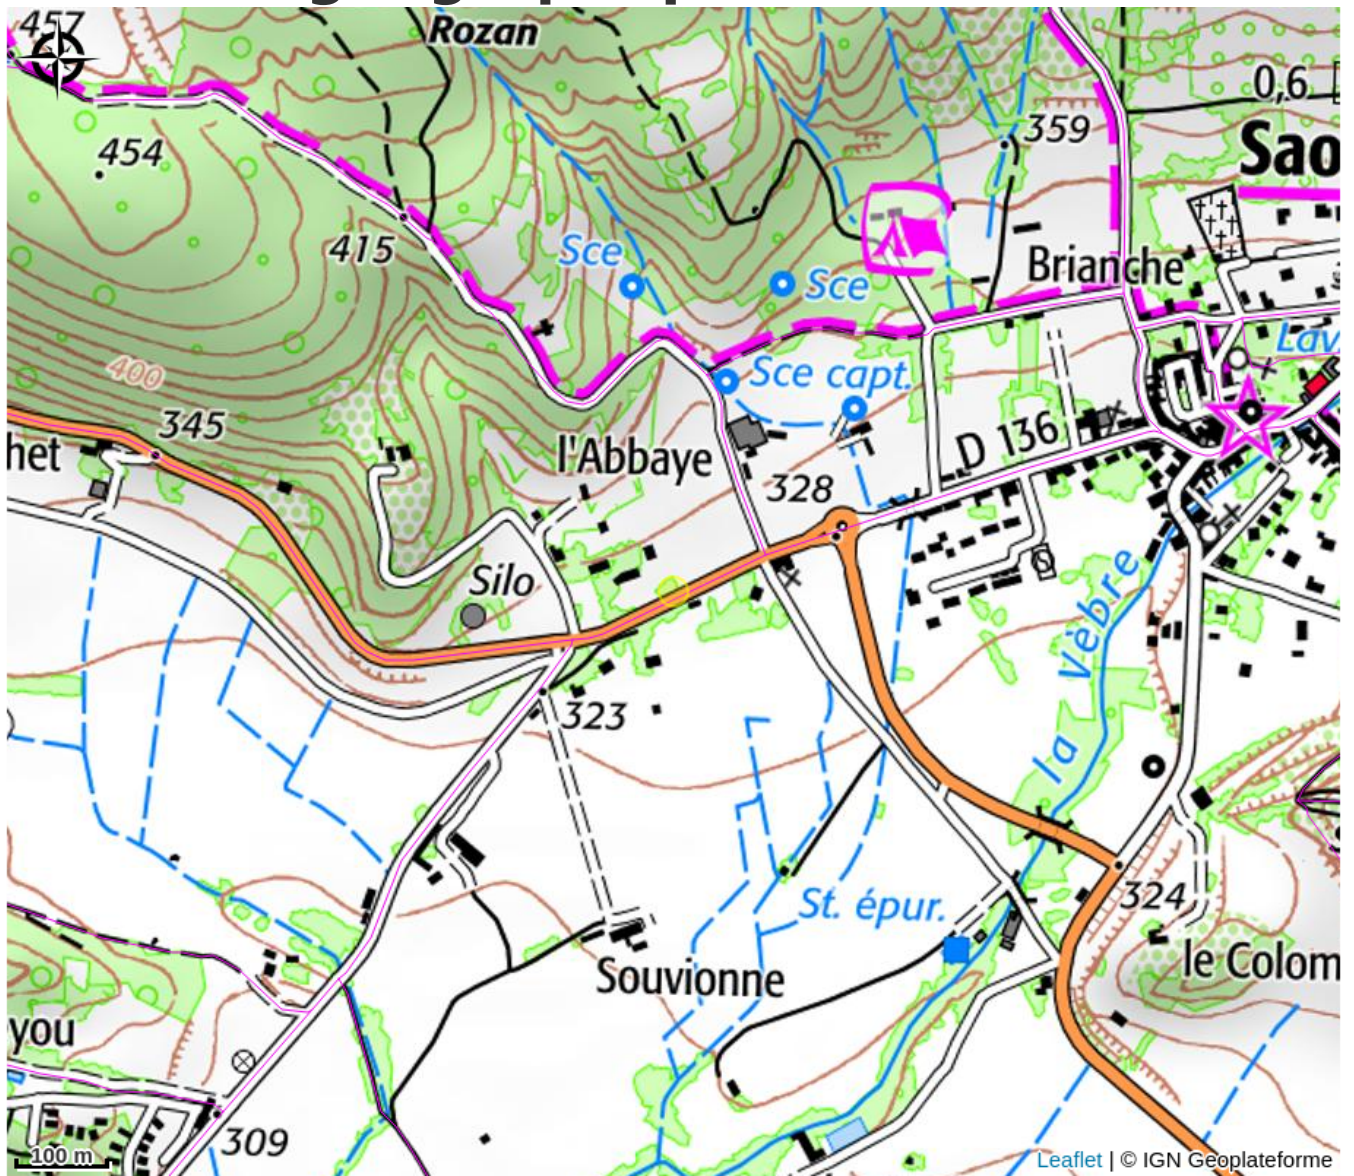 457
Rozan
0,6
359
Sao
454
415
Sce
Sce
Brianche
Lav
400
Sce capt.
345
het
l'Abbaye
D 136
328
Silo
la Vèbre
323
St. épur.
324
Souvionne
le Colom
you
309
100 m
Leaflet | © IGN Geoplateforme